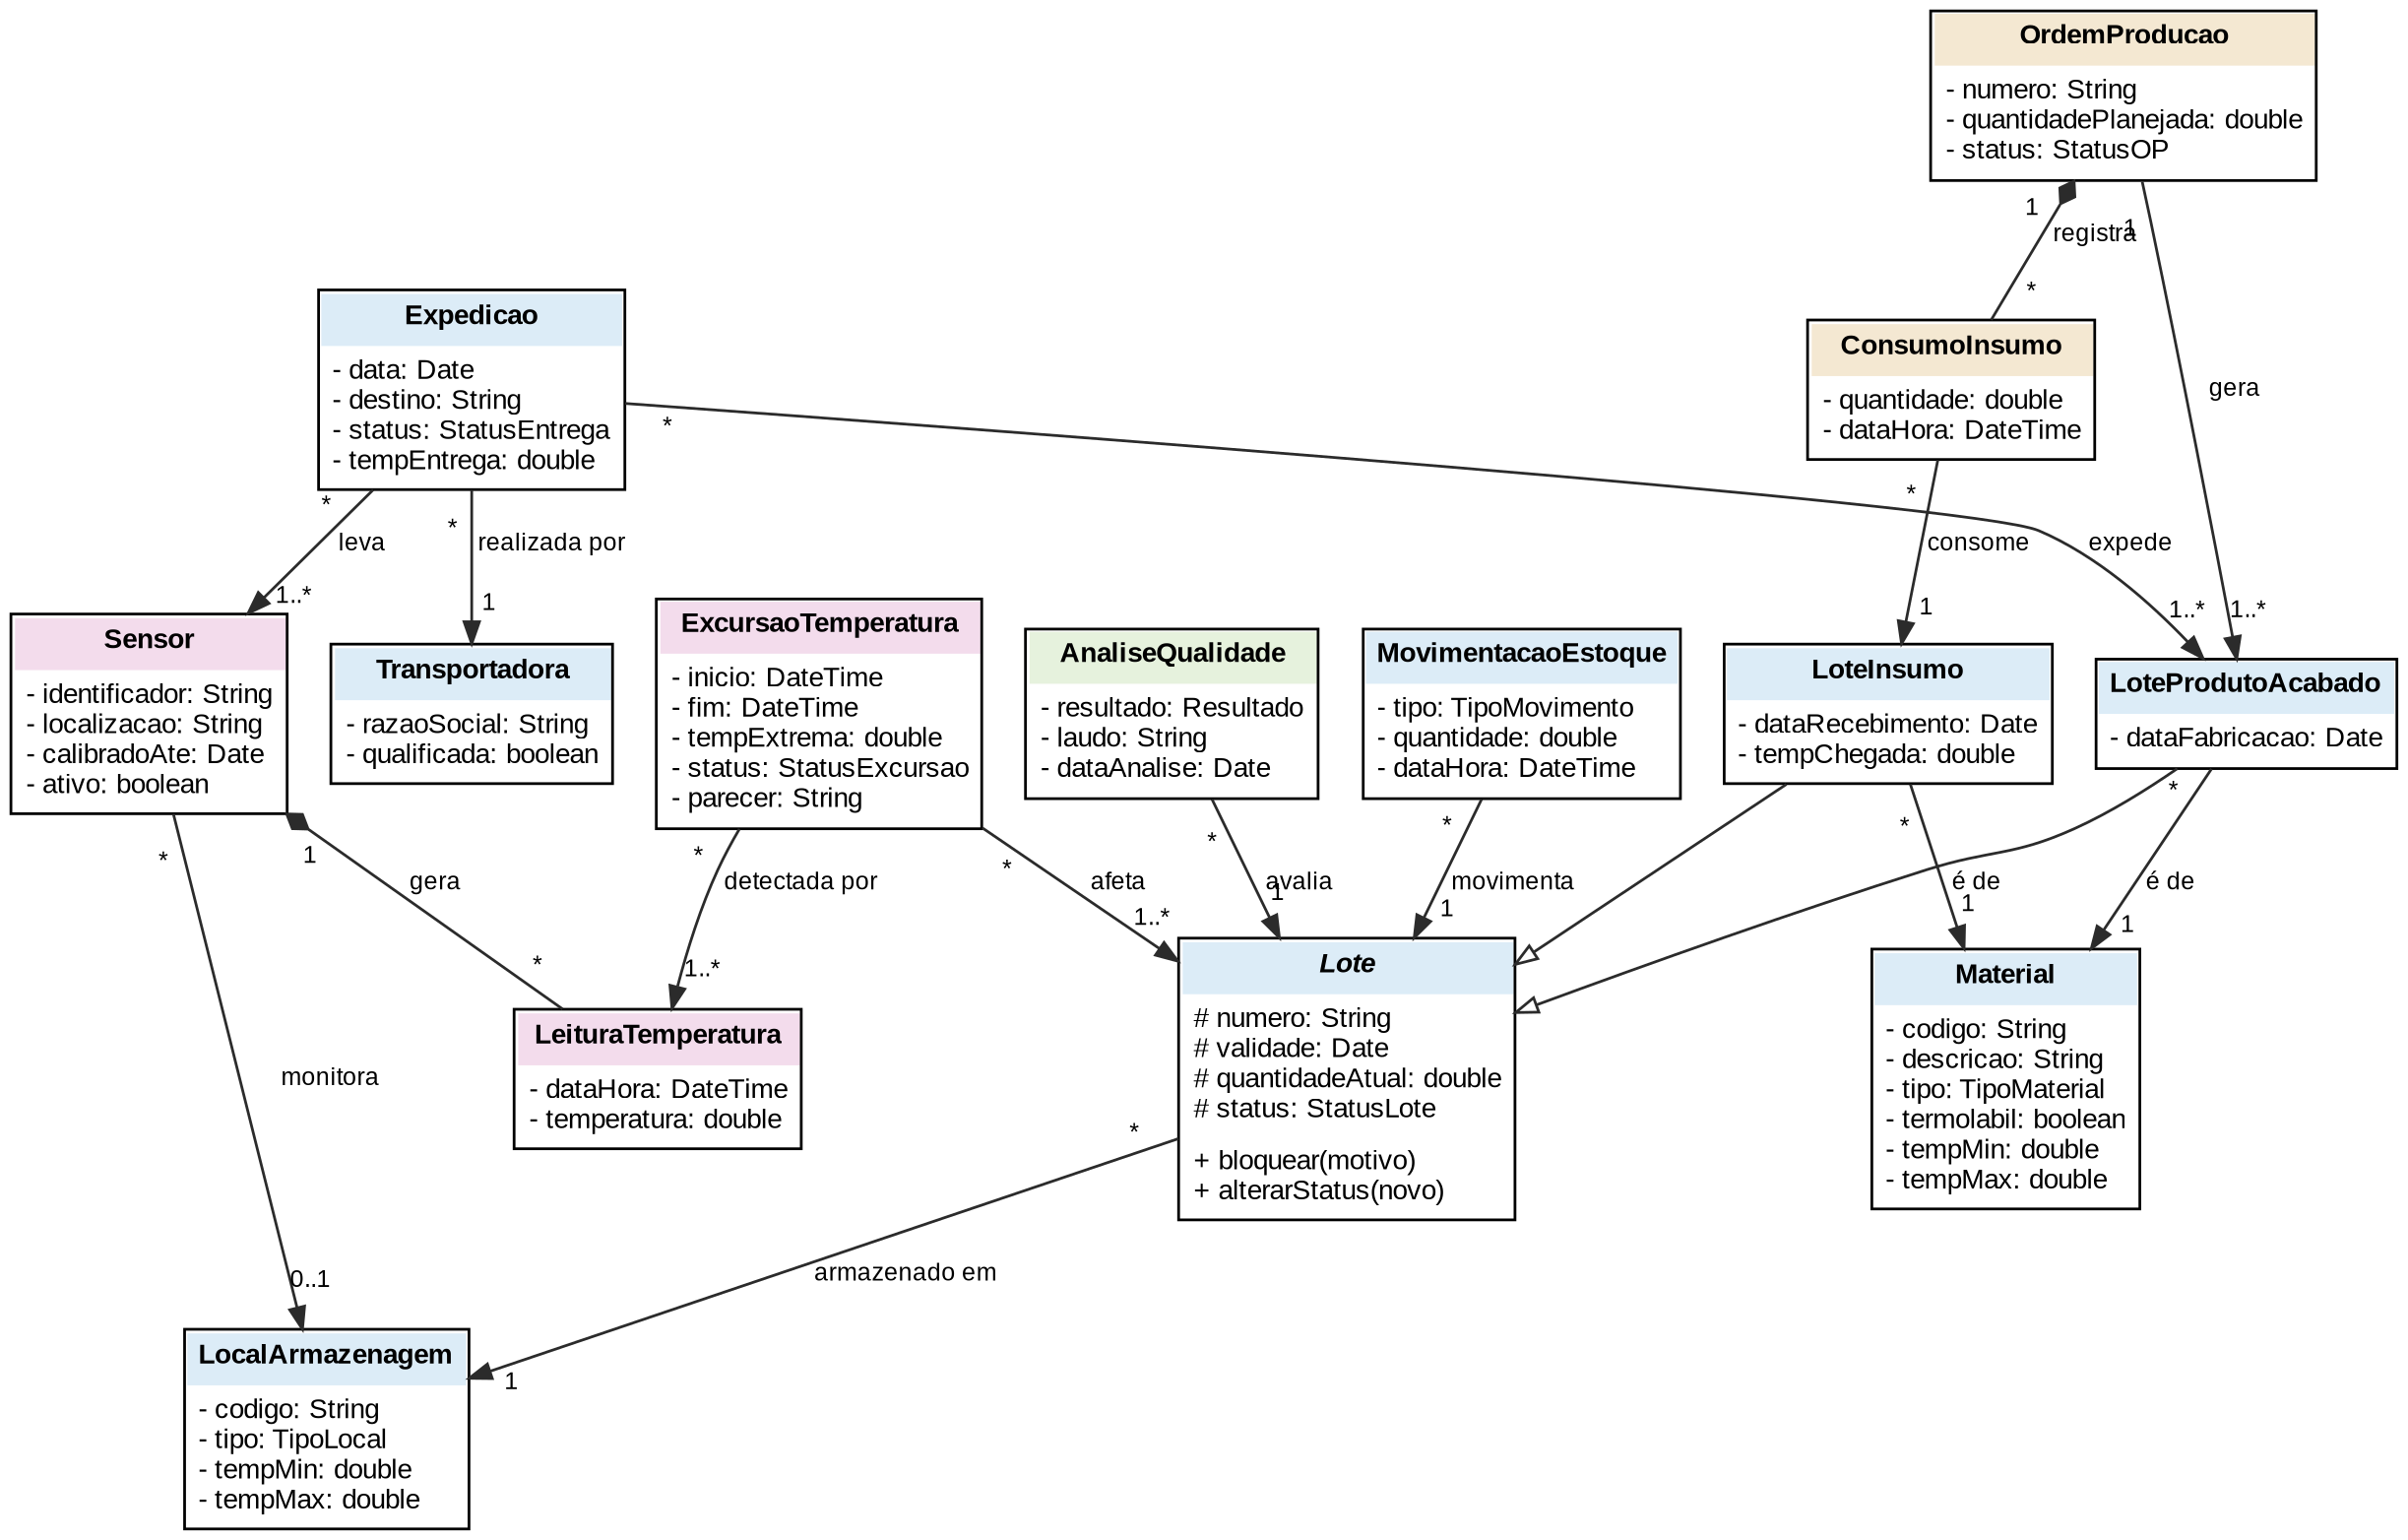 OrdemProducao
- numero: String
- quantidadePlanejada: double
- status: StatusOP
1
registra
*
1
gera
1..*
Expedicao
- data: Date
- destino: String
- status: StatusEntrega
- tempEntrega: double
*
expede
1..*
*
leva
1..*
*
realizada por
1
ConsumoInsumo
- quantidade: double
- dataHora: DateTime
*
consome
1
Sensor
- identificador: String
- localizacao: String
- calibradoAte: Date
- ativo: boolean
Transportadora
- razaoSocial: String
- qualificada: boolean
ExcursaoTemperatura
- inicio: DateTime
- fim: DateTime
- tempExtrema: double
- status: StatusExcursao
- parecer: String
AnaliseQualidade
- resultado: Resultado
- laudo: String
- dataAnalise: Date
MovimentacaoEstoque
- tipo: TipoMovimento
- quantidade: double
- dataHora: DateTime
LoteInsumo
- dataRecebimento: Date
- tempChegada: double
LoteProdutoAcabado
- dataFabricacao: Date
*
monitora
0..1
1
gera
*
*
detectada por
1..*
*
afeta
1..*
*
avalia
1
*
movimenta
1
*
é de
1
*
é de
1
LeituraTemperatura
- dataHora: DateTime
- temperatura: double
Lote
# numero: String
# validade: Date
# quantidadeAtual: double
# status: StatusLote
+ bloquear(motivo)
+ alterarStatus(novo)
Material
- codigo: String
- descricao: String
- tipo: TipoMaterial
- termolabil: boolean
- tempMin: double
- tempMax: double
*
armazenado em
1
LocalArmazenagem
- codigo: String
- tipo: TipoLocal
- tempMin: double
- tempMax: double